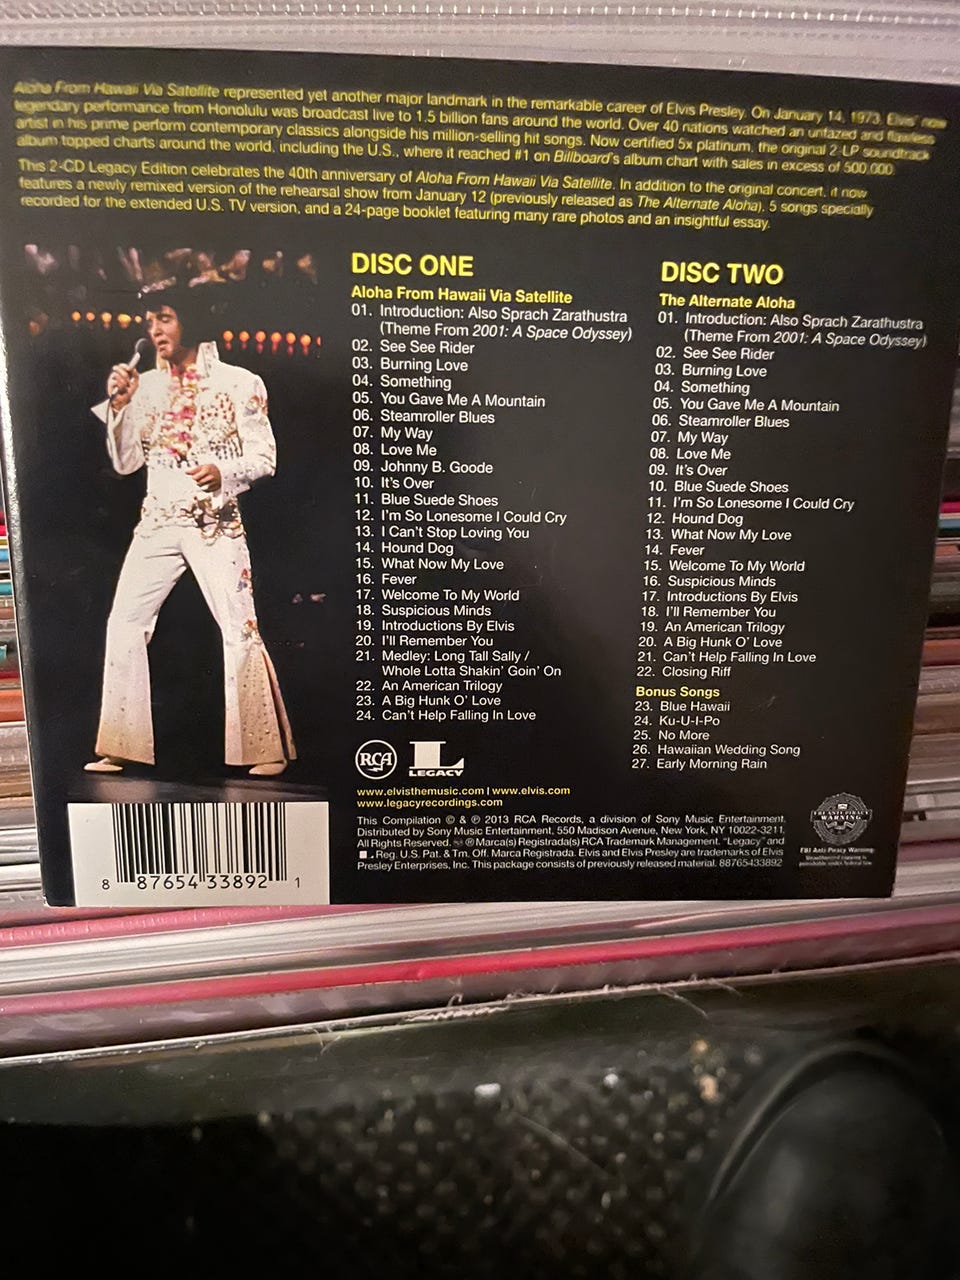 Aloha From Hawaii Via Satellite represented yet another major landmark in the remarkable career of Elvis Presley. On January 14, 1973, Elvis' now
legendary performance from Honolulu was broadcast live to 1.5 billion fans around the world. Over 40 nations watched an unfazed and flawless
artist in his prime perform contemporary classics alongside his million-selling hit songs. Now certified 5x platinum, the original 2-LP soundtrack
album topped charts around the world, including the U.S., where it reached #1 on Billboard's album chart with sales in excess of 500,000.
This 2-CD Legacy Edition celebrates the 40th anniversary of Aloha From Hawaii Via Satellite. In addition to the original concert, it now
features a newly remixed version of the rehearsal show from January 12 (previously released as The Alternate Aloha), 5 songs specially
recorded for the extended U.S. TV version, and a 24-page booklet featuring many rare photos and an insightful essay.
DISC ONE
Aloha From Hawaii Via Satellite
01. Introduction: Also Sprach Zarathustra
(Theme From 2001: A Space Odyssey)
02. See See Rider
03. Burning Love
04. Something
05. You Gave Me A Mountain
06. Steamroller Blues
07. My Way
08. Love Me
09. Johnny B. Goode
10. It's Over
11. Blue Suede Shoes
12. I'm So Lonesome I Could Cry
13. I Can't Stop Loving You
14. Hound Dog
15. What Now My Love
16. Fever
17. Welcome To My World
18. Suspicious Minds
19. Introductions By Elvis
20. I'll Remember You
21. Medley: Long Tall Sally /
Whole Lotta Shakin' Goin' On
22. An American Trilogy
23. A Big Hunk O' Love
24. Can't Help Falling In Love
DISC TWO
The Alternate Aloha
01. Introduction: Also Sprach Zarathustra
(Theme From 2001: A Space Odyssey)
02. See See Rider
03. Burning Love
04. Something
05. You Gave Me A Mountain
06. Steamroller Blues
07. My Way
08. Love Me
09. It's Over
10. Blue Suede Shoes
11. I'm So Lonesome I Could Cry
12. Hound Dog
13. What Now My Love
14. Fever
15. Welcome To My World
16. Suspicious Minds
17. Introductions By Elvis
18. I'll Remember You
19. An American Trilogy
20. A Big Hunk O' Love
21. Can't Help Falling In Love
22. Closing Riff
Bonus Songs
23. Blue Hawaii
24. Ku-U-I-Po
25. No More
26. Hawaiian Wedding Song
27. Early Morning Rain
RCA
L
LEGACY
www.elvisthemusic.com | www.elvis.com
www.legacyrecordings.com
This Compilation © & ℗ 2013 RCA Records, a division of Sony Music Entertainment.
Distributed by Sony Music Entertainment, 550 Madison Avenue, New York, NY 10022-3211.
All Rights Reserved. ® Marca(s) Registrada(s) RCA Trademark Management. "Legacy" and
Reg. U.S. Pat. & Tm. Off. Marca Registrada. Elvis and Elvis Presley are trademarks of Elvis
Presley Enterprises, Inc. This package consists of previously released material. 88765433892
8 87654 33892 1
FBI ANTI-PIRACY
WARNING
FBI Anti-Piracy Warning:
Unauthorized copying is
punishable under federal law.